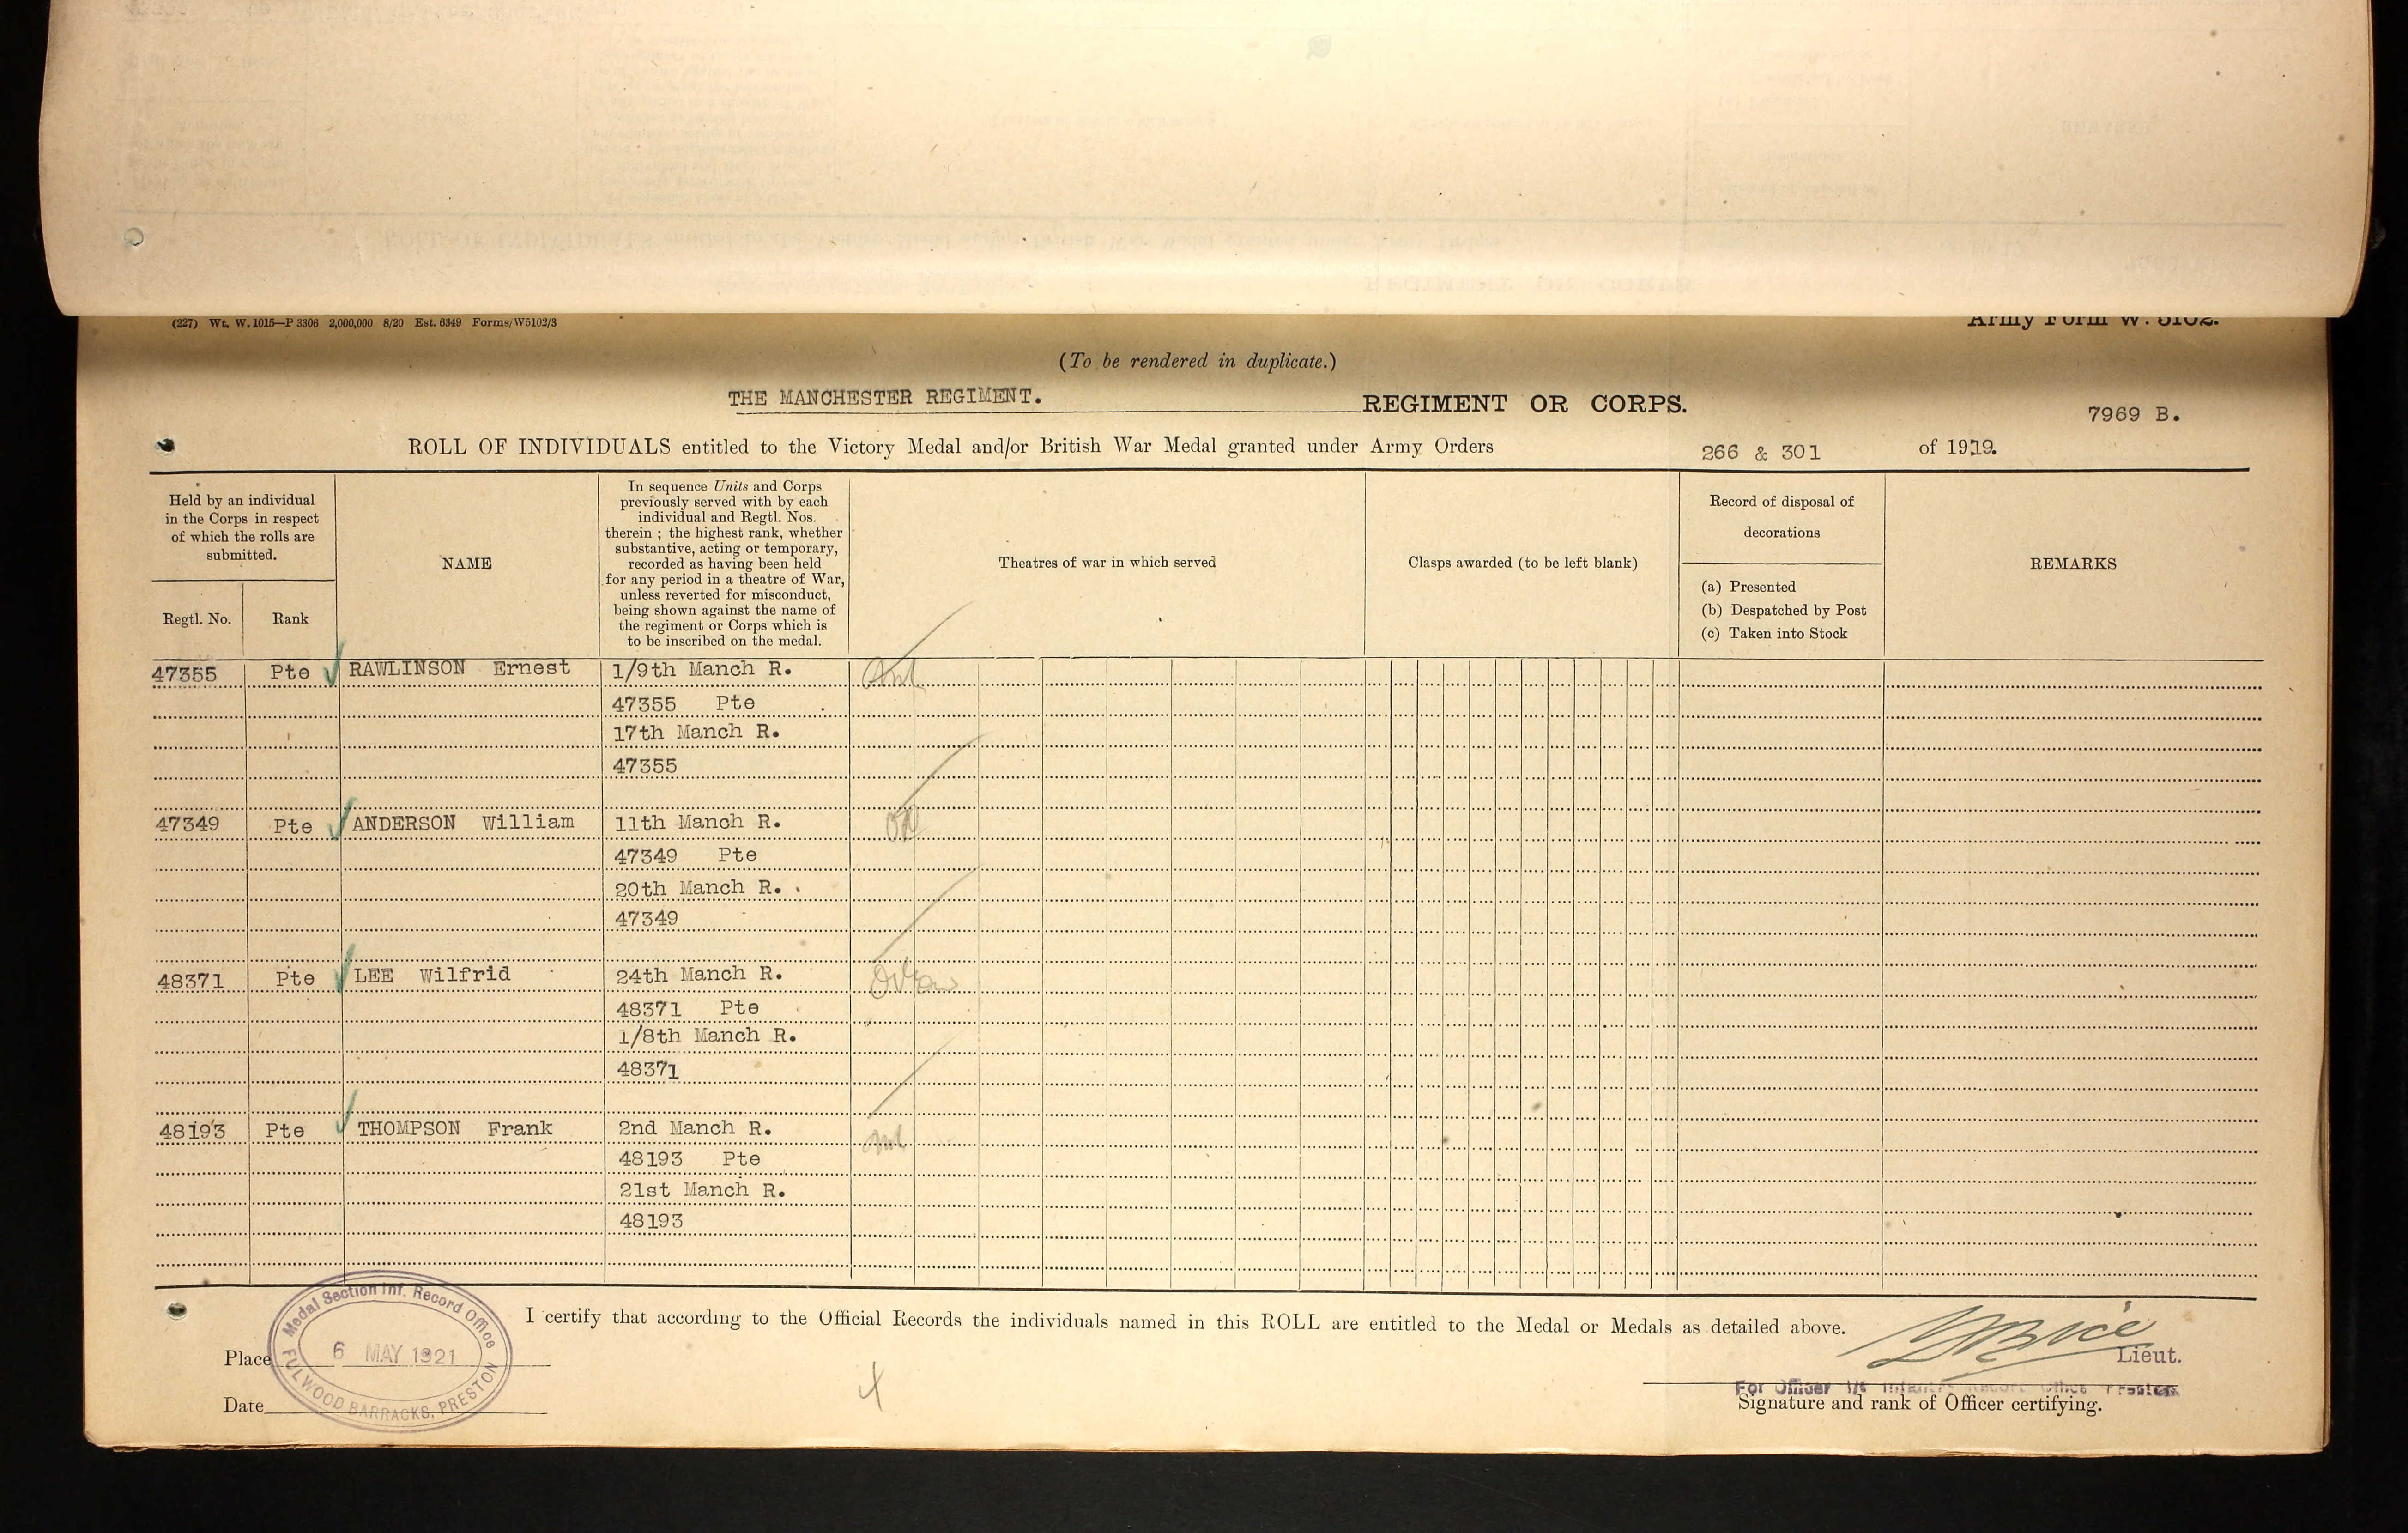 (227) Wt. W. 1015—P 3306 2,000,000 8/20 Est. 6349 Forms/W5102/3
Army Form W. 5102.
(To be rendered in duplicate.)
THE MANCHESTER REGIMENT. REGIMENT OR CORPS.
7969 B.
ROLL OF INDIVIDUALS entitled to the Victory Medal and/or British War Medal granted under Army Orders 266 & 301 of 1919.
Held by an individual
in the Corps in respect
of which the rolls are
submitted.
Regtl. No.
Rank
NAME
In sequence Units and Corps
previously served with by each
individual and Regtl. Nos.
therein ; the highest rank, whether
substantive, acting or temporary,
recorded as having been held
for any period in a theatre of War,
unless reverted for misconduct,
being shown against the name of
the regiment or Corps which is
to be inscribed on the medal.
Theatres of war in which served
Clasps awarded (to be left blank)
Record of disposal of
decorations
(a) Presented
(b) Despatched by Post
(c) Taken into Stock
REMARKS
47355 Pte RAWLINSON Ernest 1/9th Manch R.
47355 Pte
17th Manch R.
47355
47349 Pte ANDERSON William 11th Manch R.
47349 Pte
20th Manch R.
47349
48371 Pte LEE Wilfrid 24th Manch R.
48371 Pte
1/8th Manch R.
48371
48193 Pte THOMPSON Frank 2nd Manch R.
48193 Pte
21st Manch R.
48193
I certify that according to the Official Records the individuals named in this ROLL are entitled to the Medal or Medals as detailed above.
Medal Section Inf. Record Office
6 MAY 1921
FULWOOD BARRACKS, PRESTON
Place
Date
4
Lieut.
For Officer i/c Infantry Record Office Preston
Signature and rank of Officer certifying.